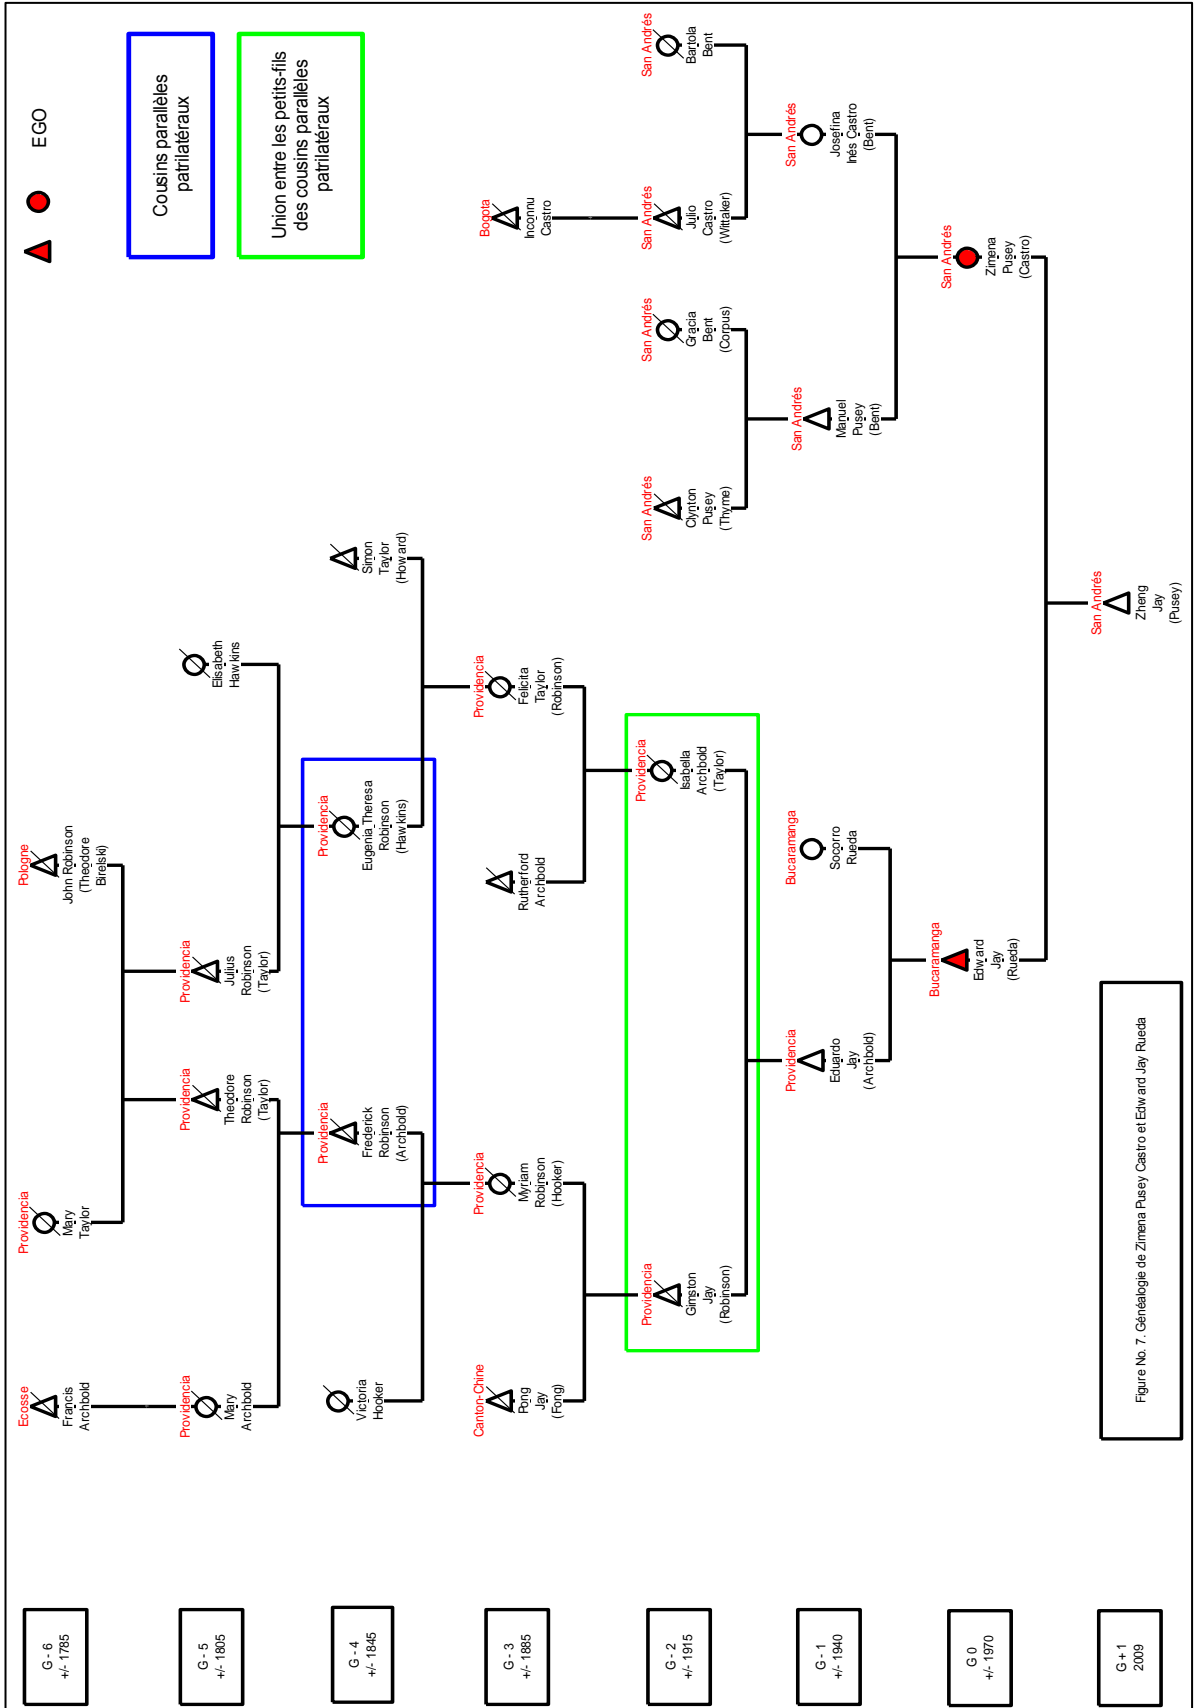 EGO
Cousins parallèles
patrilatéraux
Union entre les petits-fils
des cousins parallèles
patrilatéraux
G - 6
+/- 1785
Ecosse
Francis
Archbold
Providencia
Mary
Taylor
Pologne
John Robinson
(Theodore
Birelski)
G - 5
+/- 1805
Providencia
Mary
Archbold
Providencia
Theodore
Robinson
(Taylor)
Providencia
Julius
Robinson
(Taylor)
Elisabeth
Hawkins
G - 4
+/- 1845
Victoria
Hooker
Providencia
Frederick
Robinson
(Archbold)
Providencia
Eugenia Theresa
Robinson
(Hawkins)
Simon
Taylor
(Howard)
G - 3
+/- 1885
Canton-Chine
Pong
Jay
(Fong)
Providencia
Myriam
Robinson
(Hooker)
Rutherford
Archbold
Providencia
Felicita
Taylor
(Robinson)
Bogota
Inconnu
Castro
G - 2
+/- 1915
Providencia
Gimston
Jay
(Robinson)
Providencia
Isabella
Archbold
(Taylor)
San Andrés
Clynton
Pusey
(Thyme)
San Andrés
Gracia
Bent
(Corpus)
San Andrés
Julio
Castro
(Wittaker)
San Andrés
Bartola
Bent
G - 1
+/- 1940
Providencia
Eduardo
Jay
(Archbold)
Bucaramanga
Socorro
Rueda
San Andrés
Manuel
Pusey
(Bent)
San Andrés
Josefina
Inés Castro
(Bent)
G 0
+/- 1970
Bucaramanga
Edward
Jay
(Rueda)
San Andrés
Zimena
Pusey
(Castro)
G + 1
2009
San Andrés
Zheng
Jay
(Pusey)
Figure No. 7. Généalogie de Zimena Pusey Castro et Edward Jay Rueda